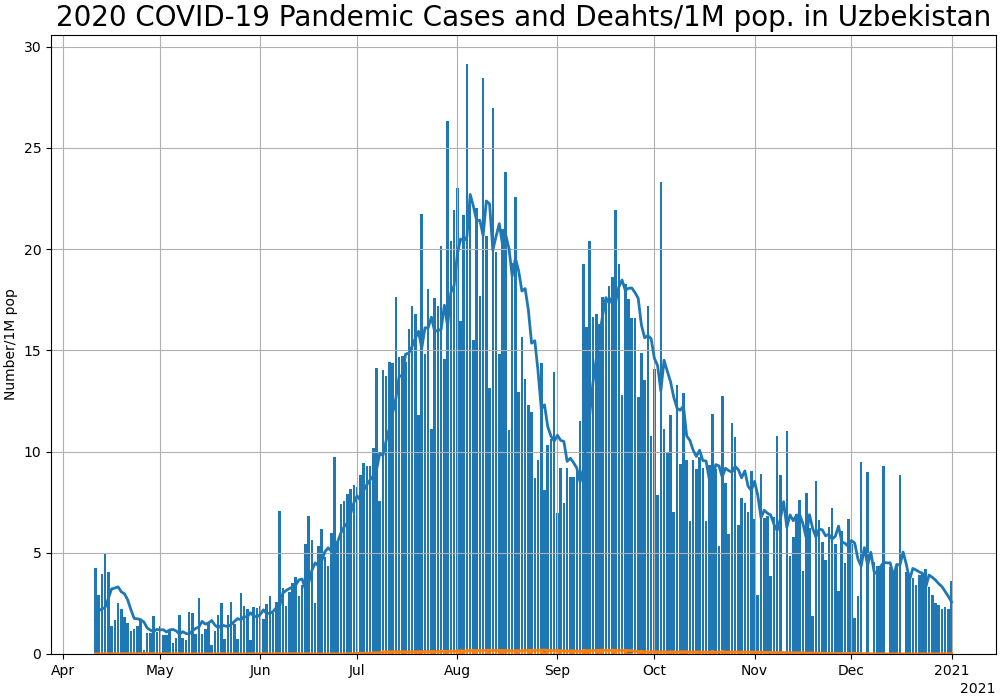 2020 COVID-19 Pandemic Cases and Deahts/1M pop. in Uzbekistan
30
25
20
15
10
5
0
Number/1M pop
Apr May Jun Jul Aug Sep Oct Nov Dec 2021
2021